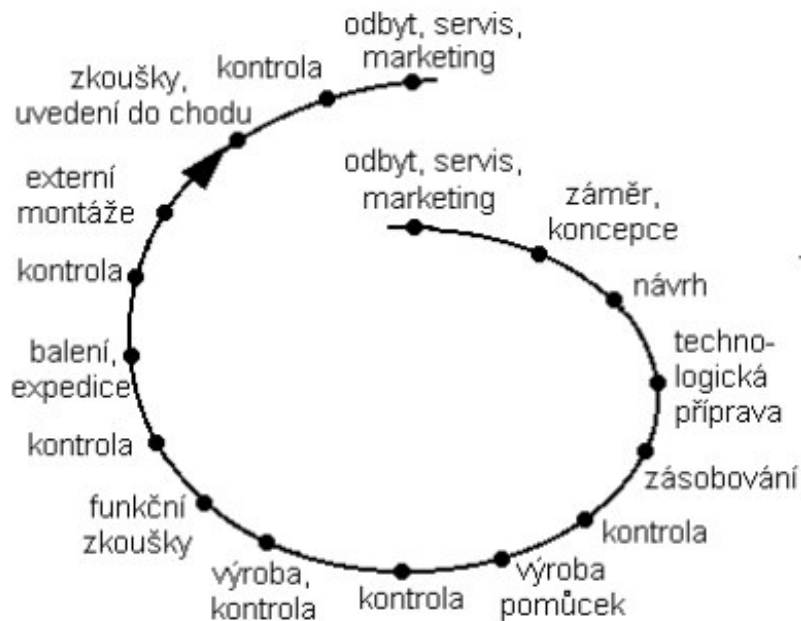 odbyt, servis,
marketing
kontrola
zkoušky,
uvedení do chodu
externí
montáže
kontrola
balení,
expedice
kontrola
funkční
zkoušky
výroba,
kontrola
kontrola
výroba
pomůcek
kontrola
zásobování
techno-
logická
příprava
návrh
záměr,
koncepce
odbyt, servis,
marketing